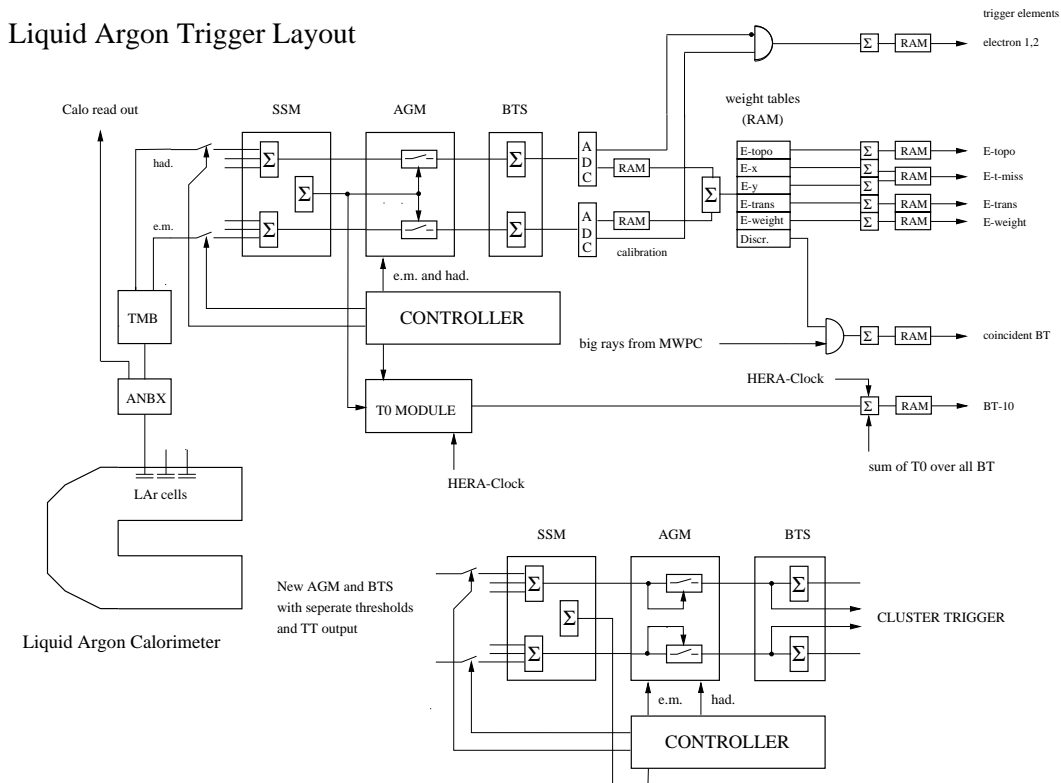 Liquid Argon Trigger Layout
trigger elements
electron 1,2
Σ
RAM
Calo read out
SSM
AGM
BTS
weight tables
(RAM)
had.
Σ
Σ
Σ
A
D
C
RAM
Σ
E-topo
E-x
E-y
E-trans
E-weight
Discr.
Σ
RAM
E-topo
Σ
Σ
RAM
E-t-miss
Σ
RAM
E-trans
Σ
RAM
E-weight
e.m.
Σ
Σ
A
D
C
RAM
calibration
e.m. and had.
TMB
CONTROLLER
big rays from MWPC
Σ
RAM
coincident BT
ANBX
T0 MODULE
HERA-Clock
Σ
RAM
BT-10
sum of T0 over all BT
HERA-Clock
LAr cells
Liquid Argon Calorimeter
SSM
AGM
BTS
New AGM and BTS
with seperate thresholds
and TT output
Σ
Σ
Σ
Σ
Σ
CLUSTER TRIGGER
e.m.
had.
CONTROLLER